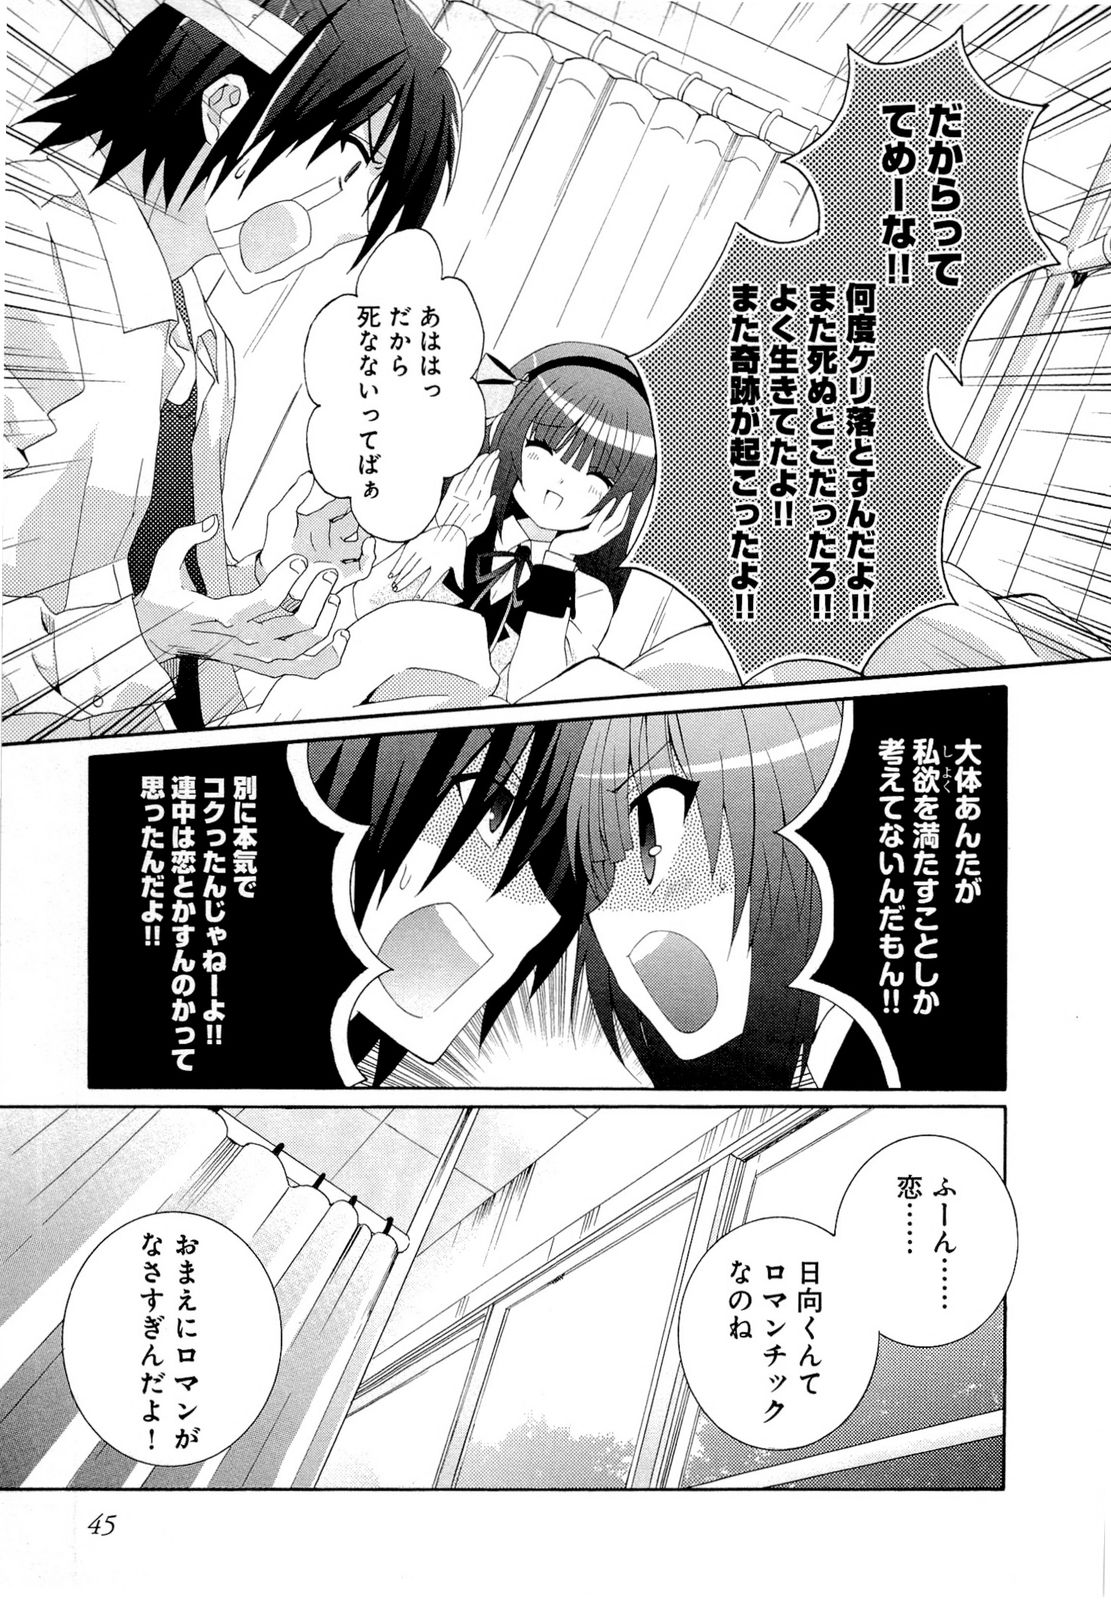 だからって
てめーな!!
何度ケリ落とすんだよ!!
また死ぬとこだったろ!!
よく生きてたよ!!
また奇跡が起こったよ!!
あははっ
だから
死なないってばぁ
大体あんたが
私欲を満たすことしか
しよく
考えてないんだもん!!
別に本気で
コクったんじゃねーよ!!
連中は恋とかすんのかって
思ったんだよ!!
ふーん……
恋……
日向くんて
ロマンチック
なのね
おまえにロマンが
なさすぎんだよ!
45